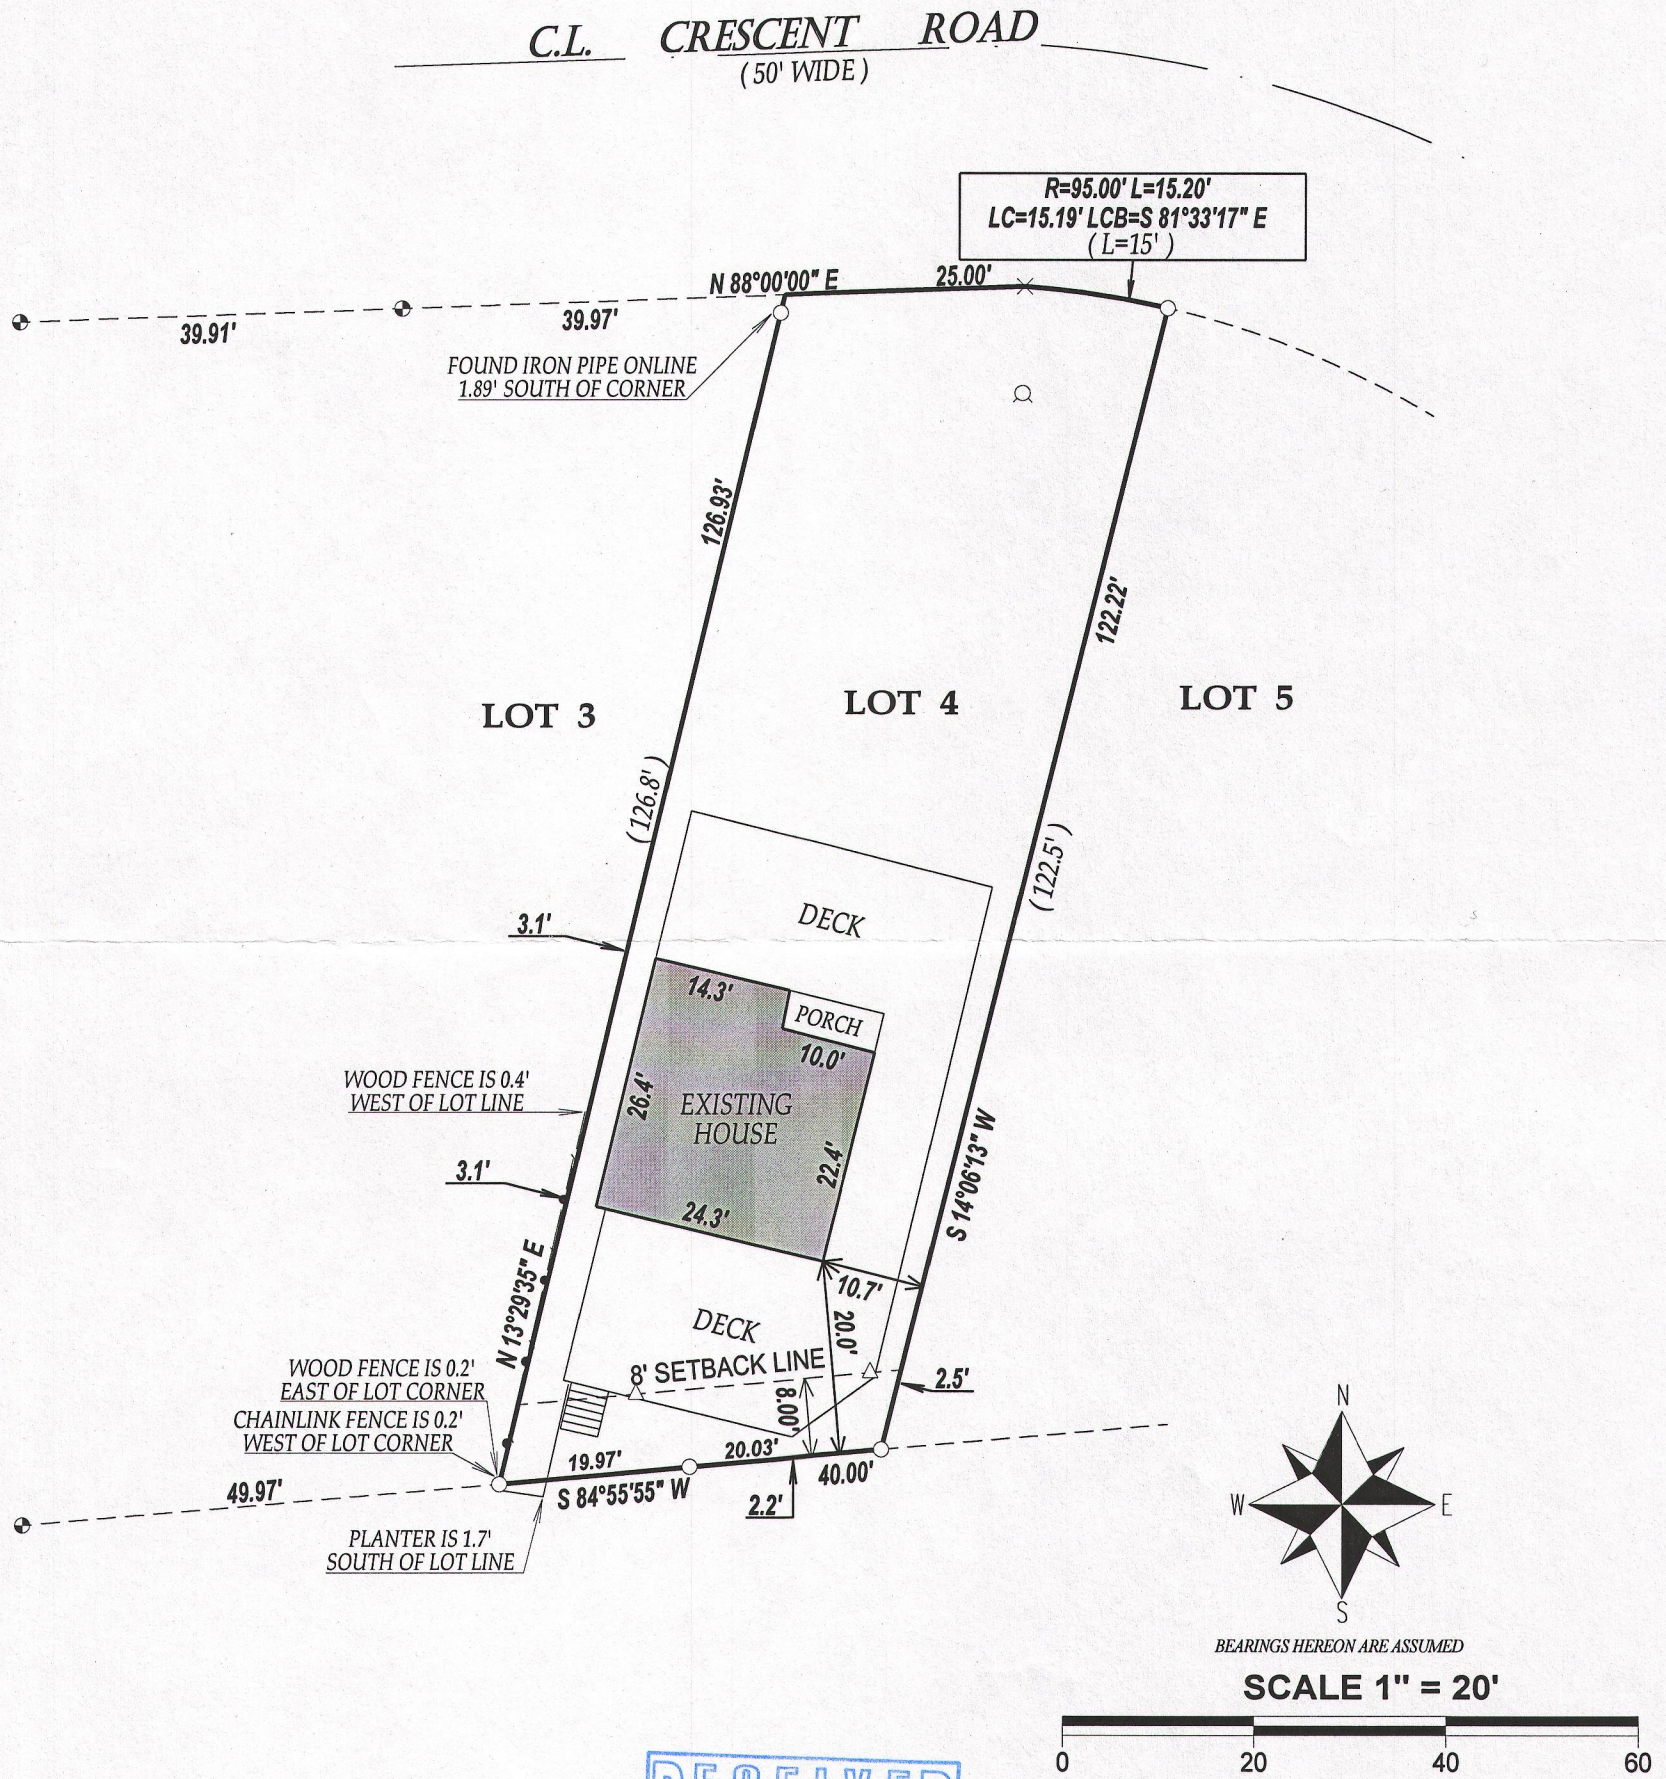 C.L. CRESCENT ROAD
( 50' WIDE )
R=95.00' L=15.20'
LC=15.19' LCB=S 81°33'17" E
( L=15' )
N 88°00'00" E
25.00'
39.91'
39.97'
FOUND IRON PIPE ONLINE
1.89' SOUTH OF CORNER
126.93'
122.22'
LOT 3
LOT 4
LOT 5
( 126.8' )
( 122.5' )
DECK
3.1'
14.3'
PORCH
10.0'
WOOD FENCE IS 0.4'
WEST OF LOT LINE
26.4'
EXISTING
HOUSE
22.4'
S 14°06'13" W
3.1'
24.3'
N 13°29'35" E
10.7'
20.0'
DECK
8' SETBACK LINE
8.00'
2.5'
WOOD FENCE IS 0.2'
EAST OF LOT CORNER
CHAINLINK FENCE IS 0.2'
WEST OF LOT CORNER
19.97'
20.03'
40.00'
49.97'
S 84°55'55" W
2.2'
PLANTER IS 1.7'
SOUTH OF LOT LINE
N
W
E
S
BEARINGS HEREON ARE ASSUMED
SCALE 1" = 20'
0 20 40 60
RECEIVED